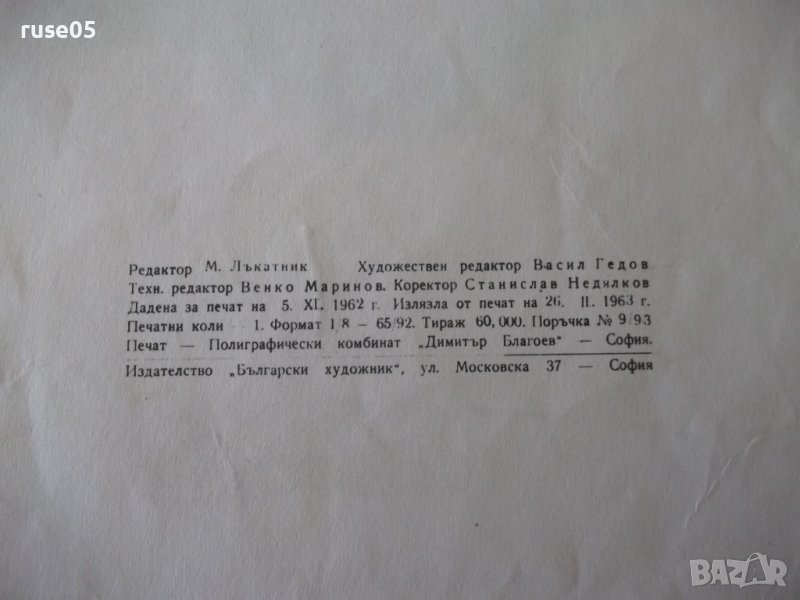 ruse05
Редактор М. Лъкатник Художествен редактор Васил Гедов
Техн. редактор Венко Маринов. Коректор Станислав Недялков
Дадена за печат на 5. XI. 1962 г. Излязла от печат на 26. II. 1963 г.
Печатни коли 1. Формат 1/8 — 65/92. Тираж 60,000. Поръчка № 9/93
Печат — Полиграфически комбинат „Димитър Благоев“ — София.
Издателство „Български художник“, ул. Московска 37 — София
BAZAR